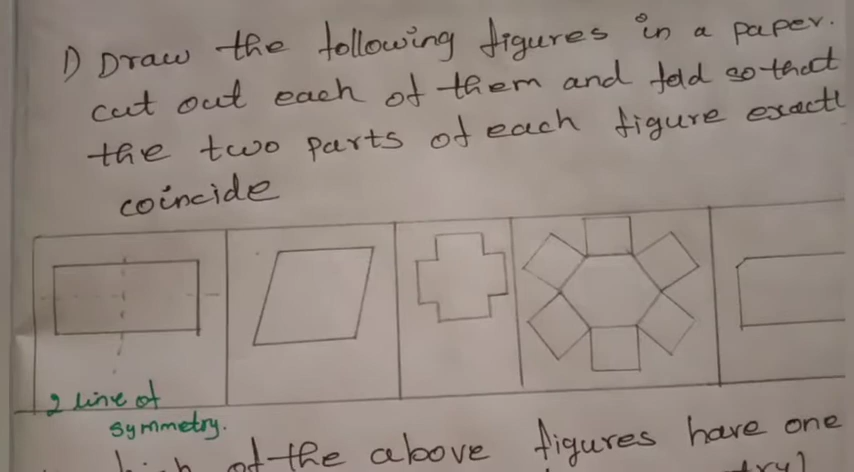 1) Draw the following figures in a paper.
cut out each of them and fold so that
the two parts of each figure exactl
coincide
2 line of
symmetry.
of the above figures have one